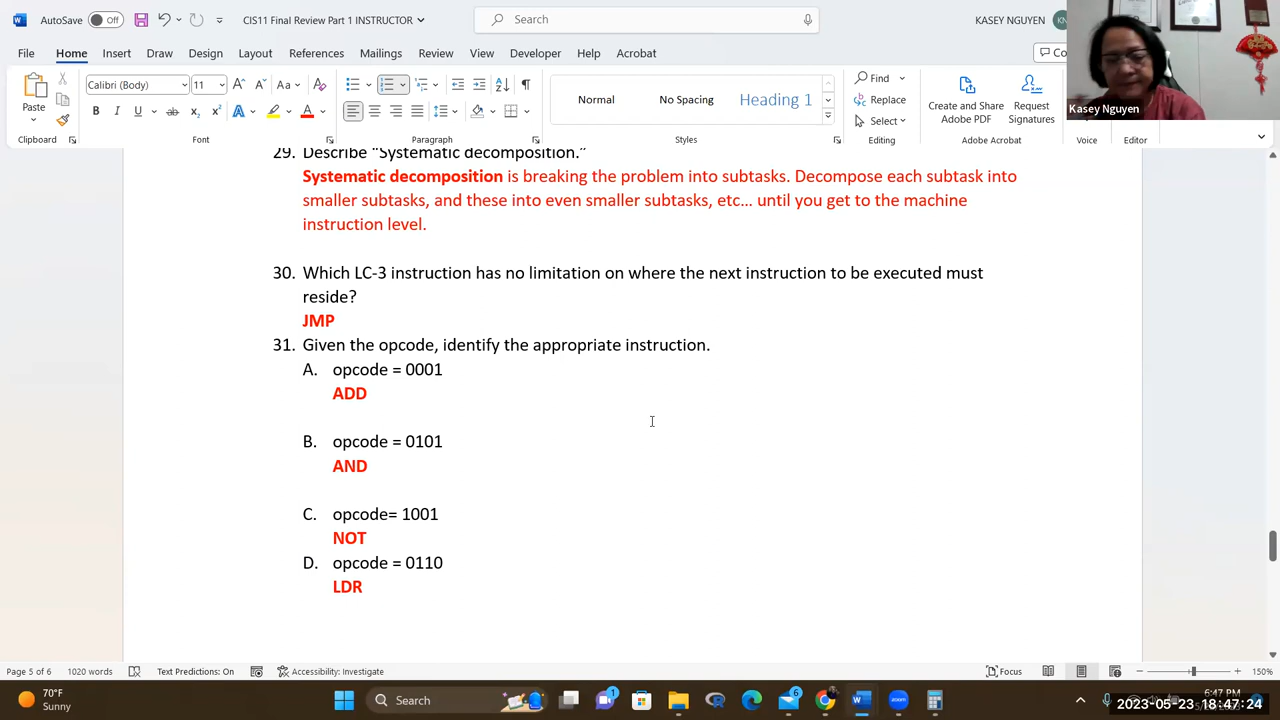 AutoSave Off CIS11 Final Review Part 1 INSTRUCTOR Search KASEY NGUYEN
File Home Insert Draw Design Layout References Mailings Review View Developer Help Acrobat
Calibri (Body) 11 Find
Paste Normal No Spacing Heading 1 Replace Create and Share Request
Select Adobe PDF Signatures
Clipboard Font Paragraph Styles Editing Adobe Acrobat Voice Editor
Kasey Nguyen
29. Describe “Systematic decomposition.”
Systematic decomposition is breaking the problem into subtasks. Decompose each subtask into
smaller subtasks, and these into even smaller subtasks, etc… until you get to the machine
instruction level.
30. Which LC-3 instruction has no limitation on where the next instruction to be executed must
reside?
JMP
31. Given the opcode, identify the appropriate instruction.
A. opcode = 0001
ADD
B. opcode = 0101
AND
C. opcode= 1001
NOT
D. opcode = 0110
LDR
Page 5 of 6 1020 words Text Predictions: On Accessibility: Investigate Focus 150%
70°F
Sunny
Search
6:47 PM
2023-05-23 18:47:24